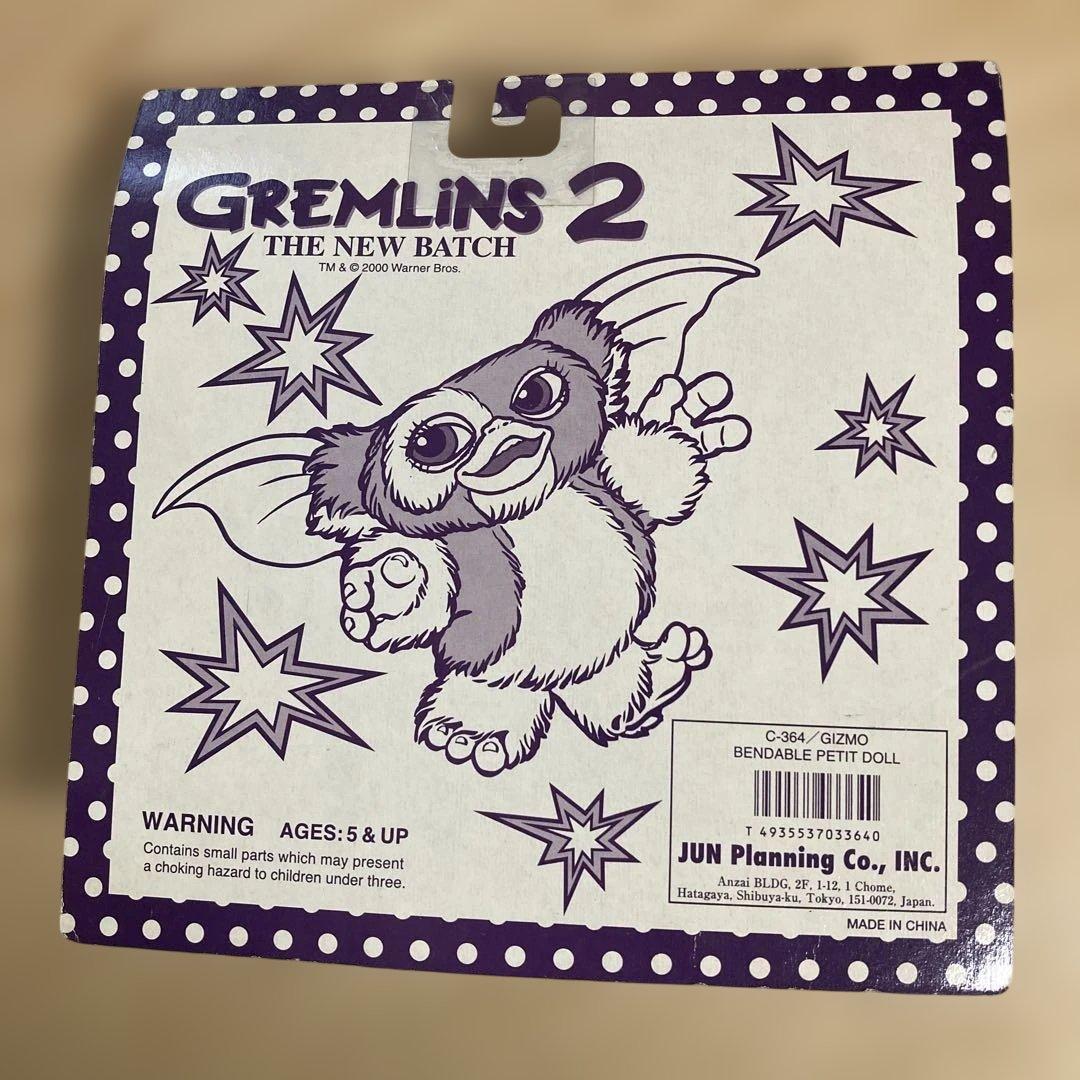 GREMLiNS 2
THE NEW BATCH
TM & © 2000 Warner Bros.
C-364／GIZMO
BENDABLE PETIT DOLL
T 4935537033640
JUN Planning Co., INC.
Anzai BLDG, 2F, 1-12, 1 Chome,
Hatagaya, Shibuya-ku, Tokyo, 151-0072, Japan.
MADE IN CHINA
WARNING AGES: 5 & UP
Contains small parts which may present
a choking hazard to children under three.